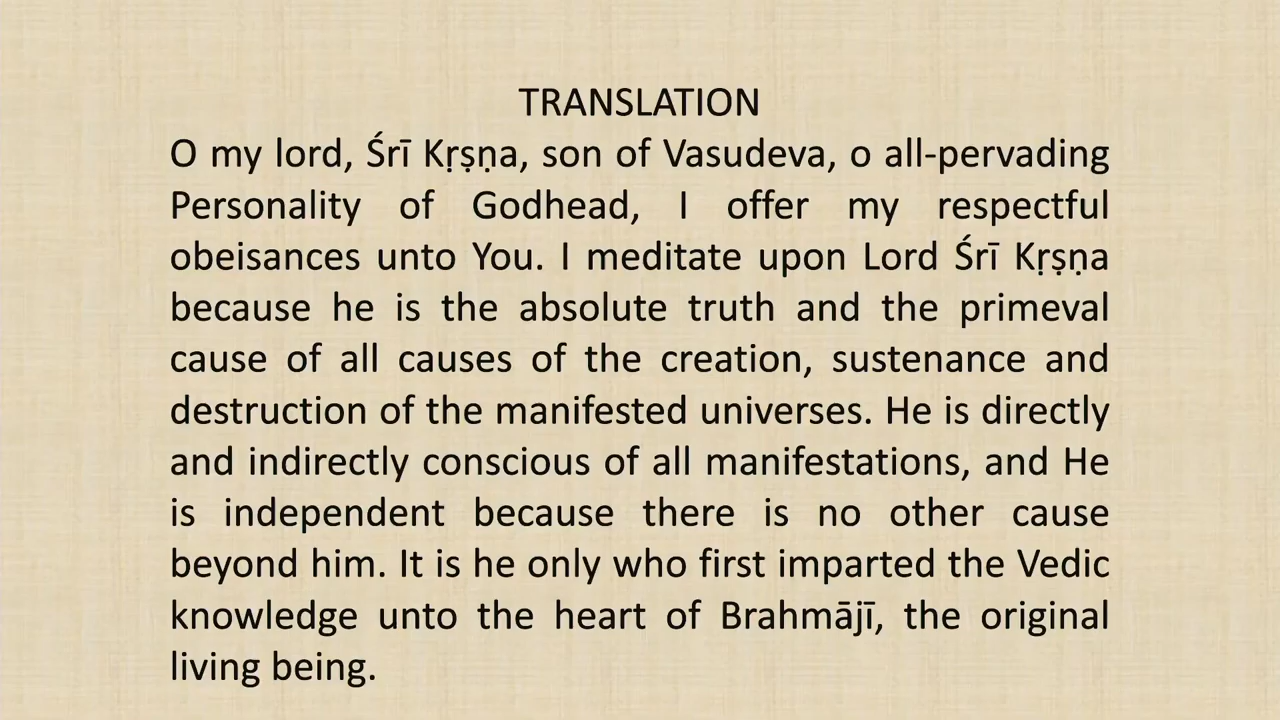 TRANSLATION
O my lord, Śrī Kṛṣṇa, son of Vasudeva, o all-pervading
Personality of Godhead, I offer my respectful
obeisances unto You. I meditate upon Lord Śrī Kṛṣṇa
because he is the absolute truth and the primeval
cause of all causes of the creation, sustenance and
destruction of the manifested universes. He is directly
and indirectly conscious of all manifestations, and He
is independent because there is no other cause
beyond him. It is he only who first imparted the Vedic
knowledge unto the heart of Brahmājī, the original
living being.